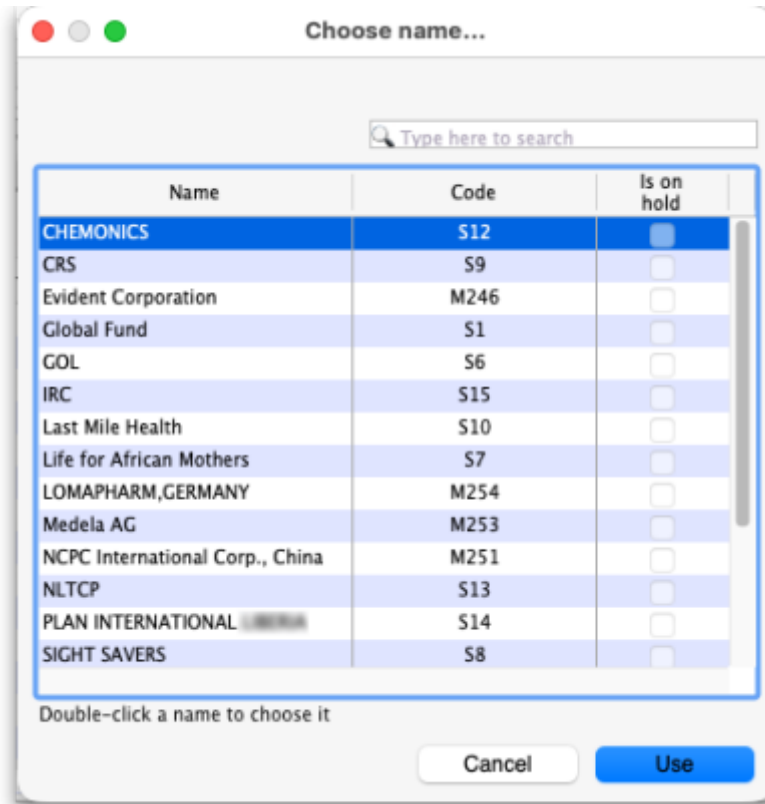 Choose name...
Type here to search
Name Code Is on hold
CHEMONICS S12
CRS S9
Evident Corporation M246
Global Fund S1
GOL S6
IRC S15
Last Mile Health S10
Life for African Mothers S7
LOMAPHARM,GERMANY M254
Medela AG M253
NCPC International Corp., China M251
NLTCP S13
PLAN INTERNATIONAL S14
SIGHT SAVERS S8
Double-click a name to choose it
Cancel Use